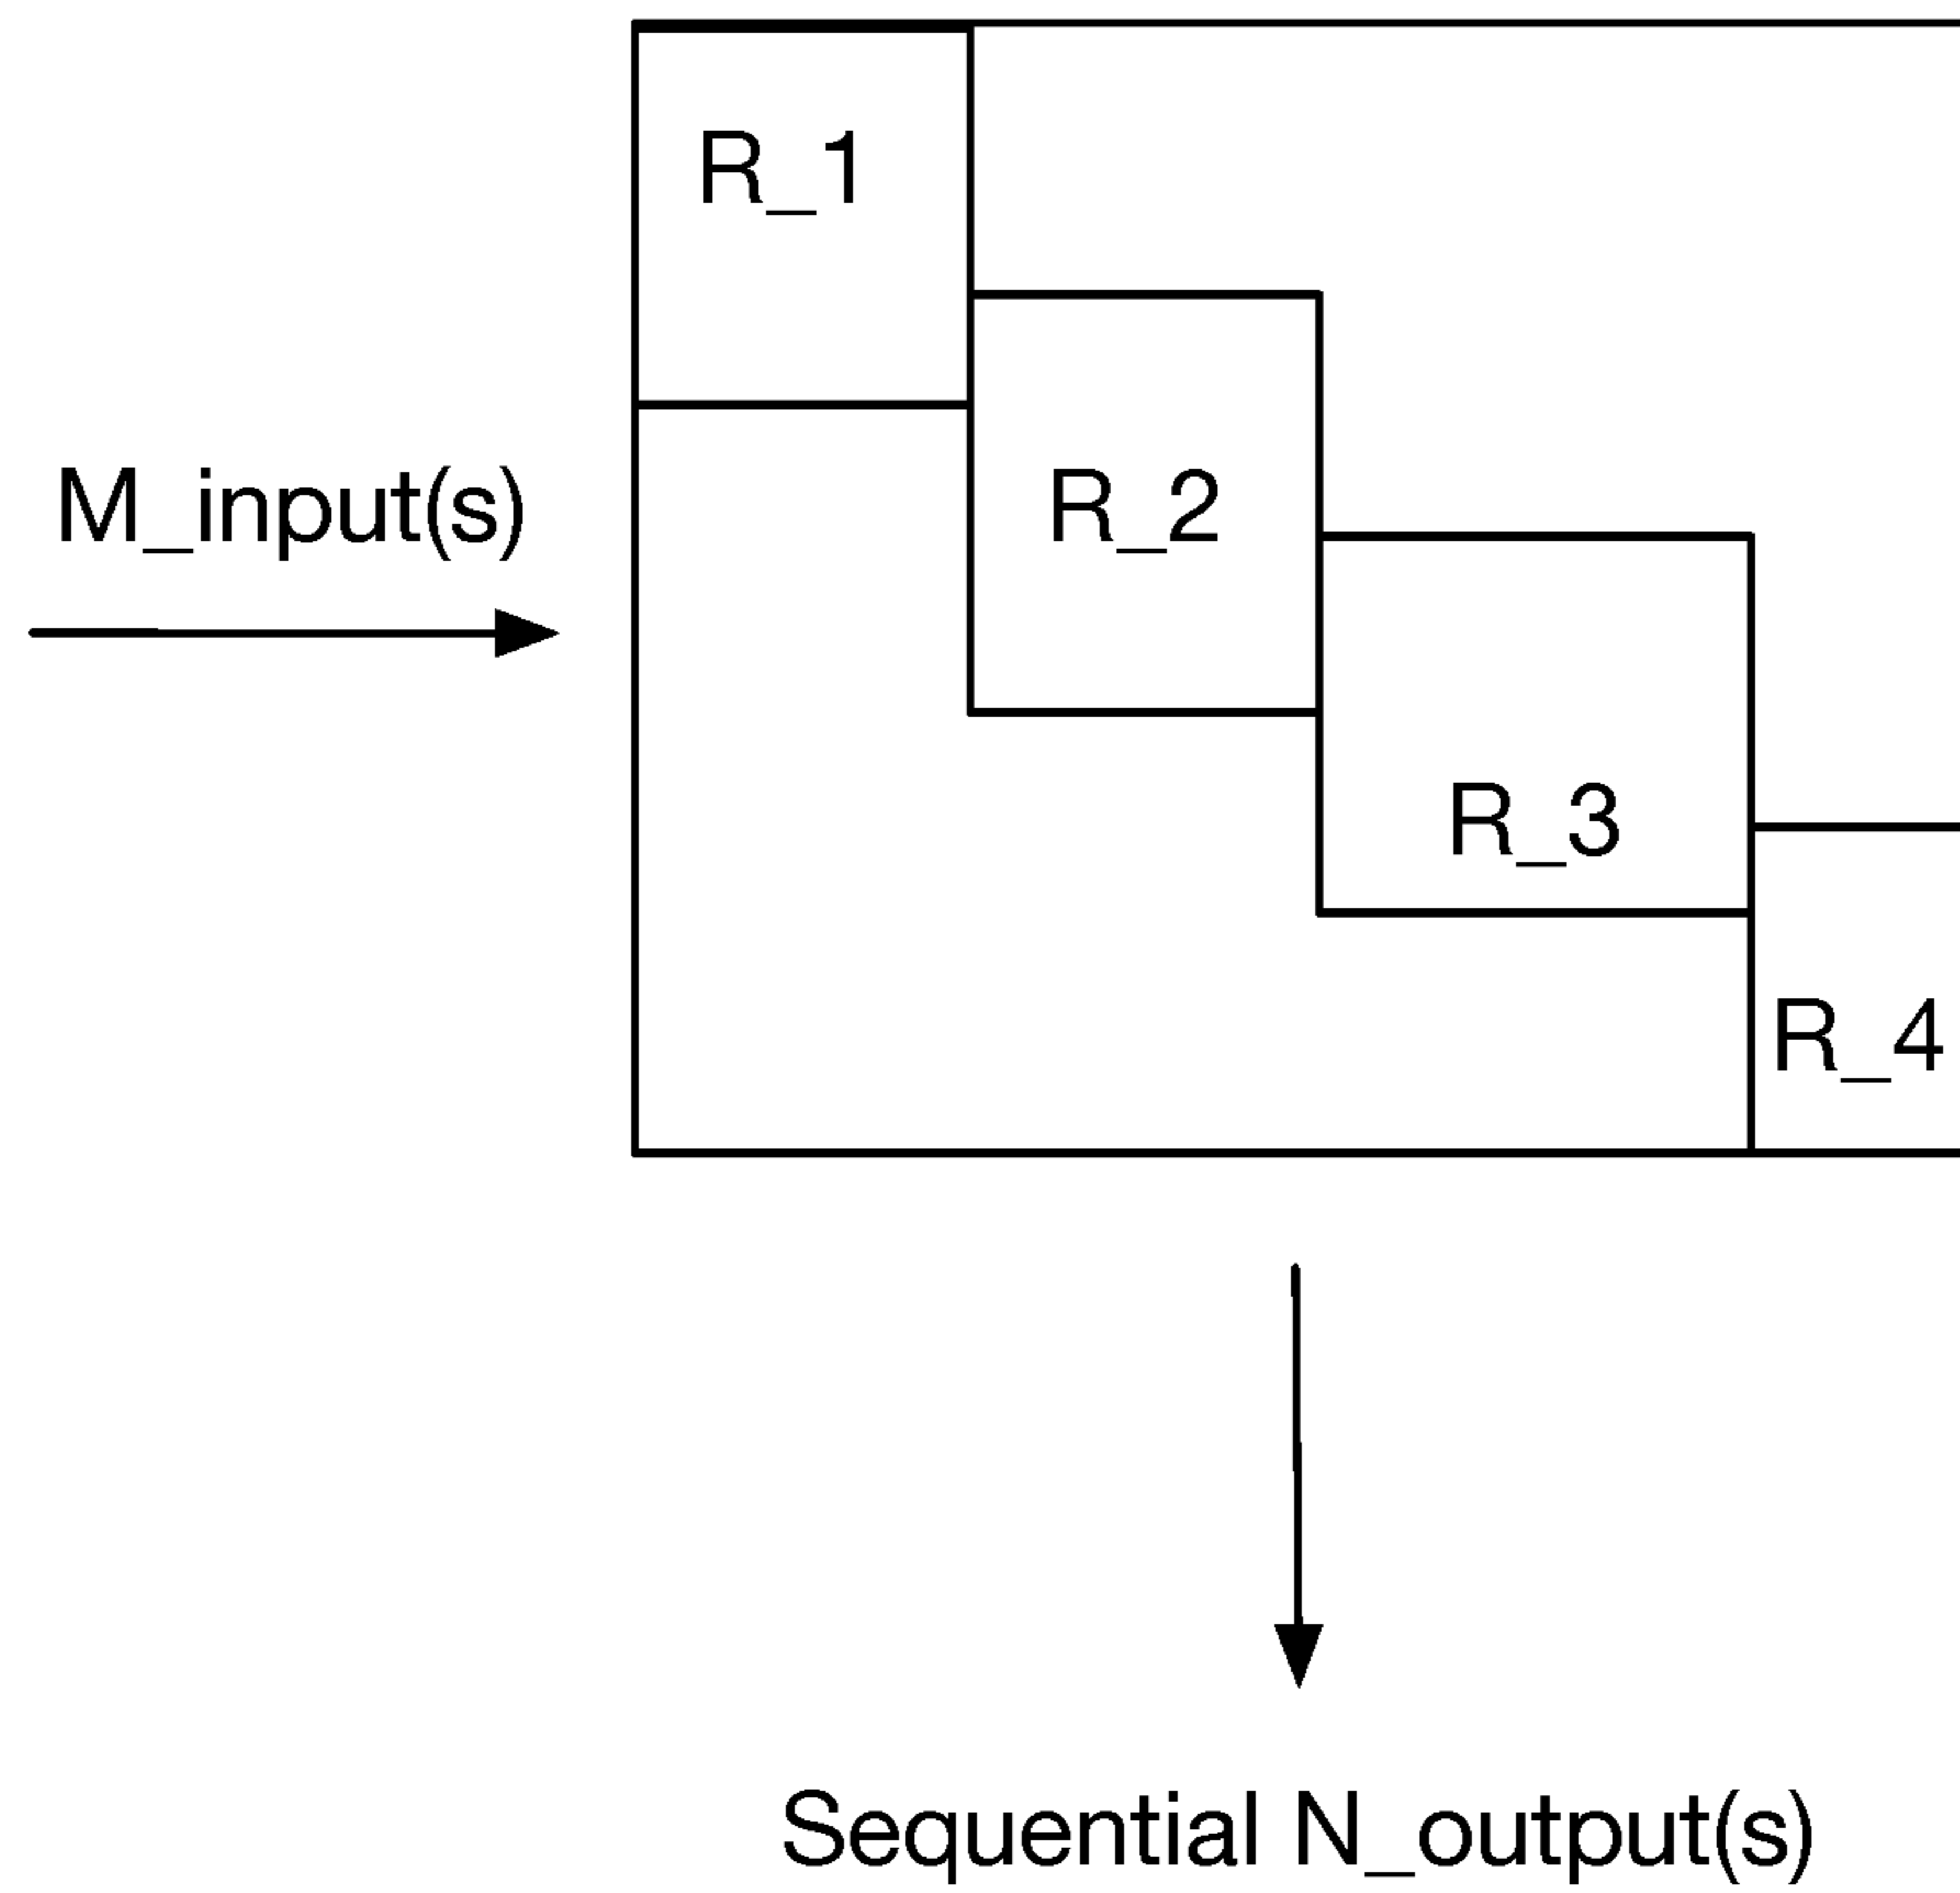 R_1
M_input(s)
R_2
R_3
R_4
Sequential N_output(s)